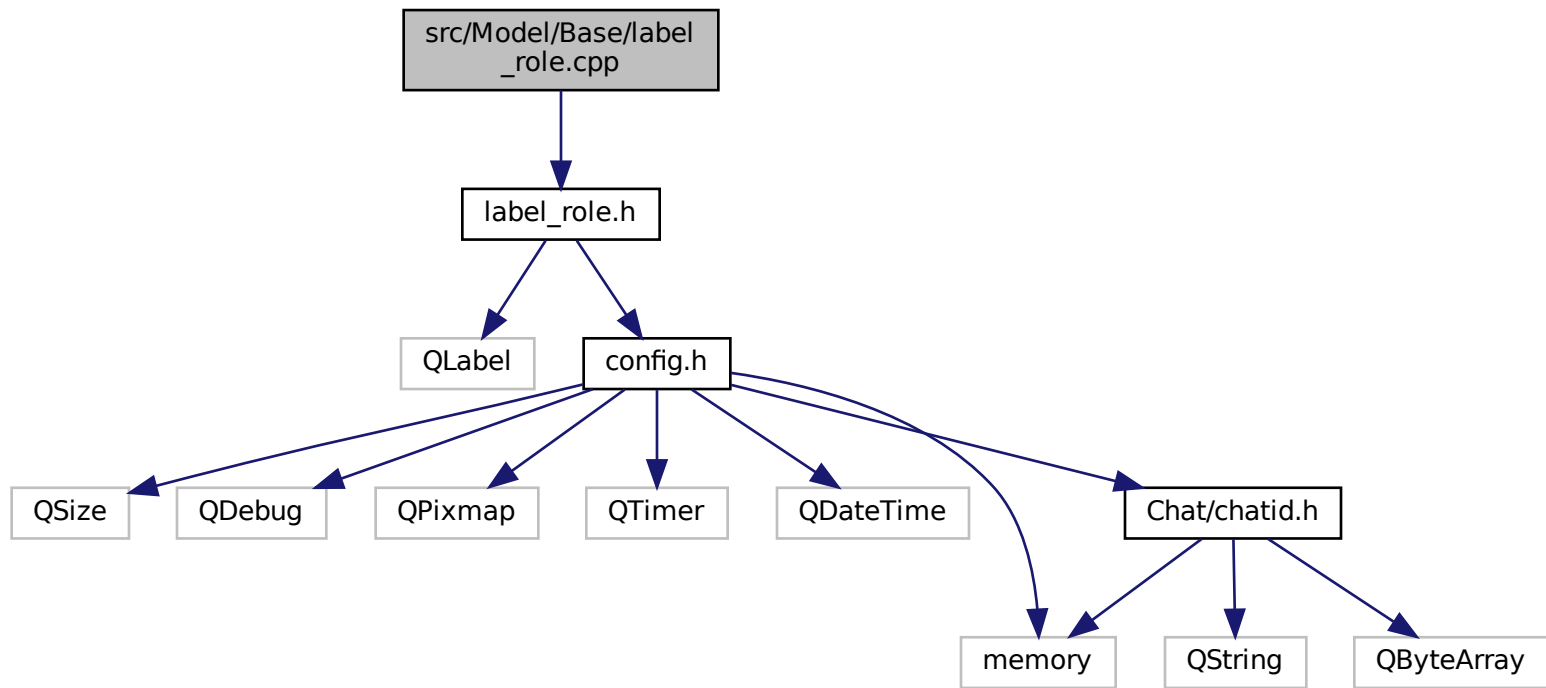 src/Model/Base/label
_role.cpp
label_role.h
QLabel
config.h
QSize
QDebug
QPixmap
QTimer
QDateTime
Chat/chatid.h
memory
QString
QByteArray